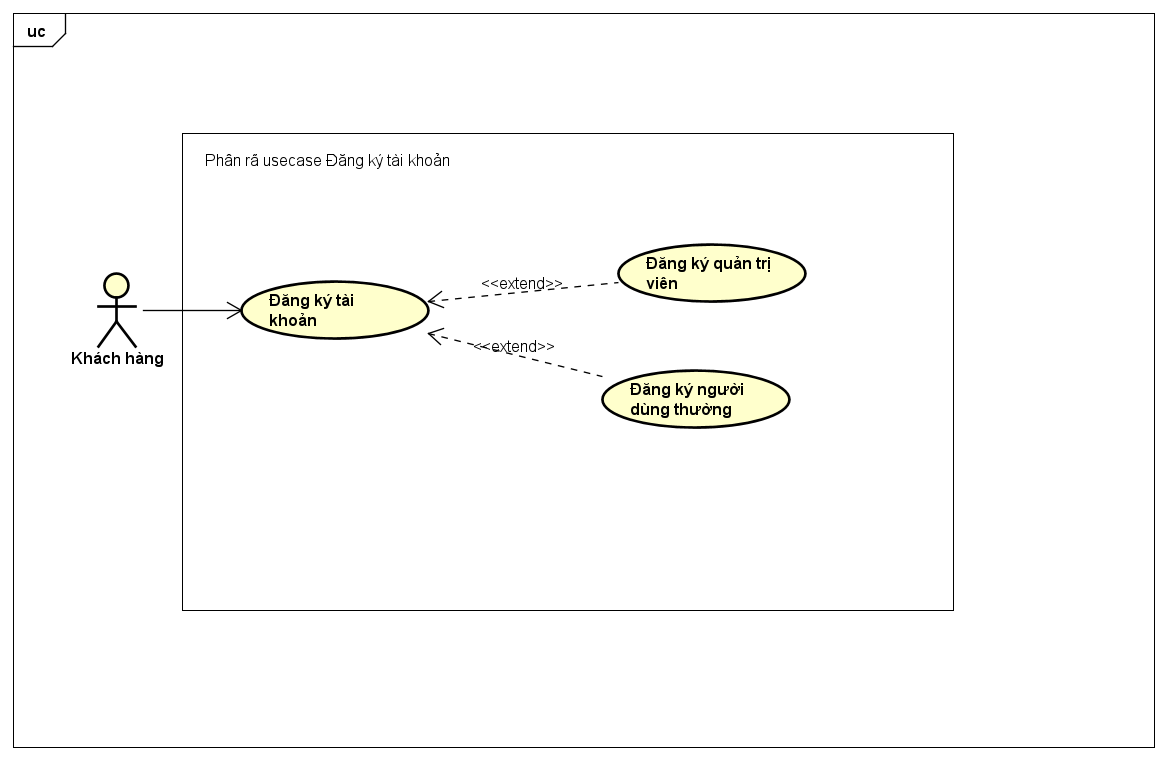 uc
Phân rã usecase Đăng ký tài khoản
Đăng ký quản trị
viên
<<extend>>
Đăng ký tài
khoản
<<extend>>
Khách hàng
Đăng ký người
dùng thường